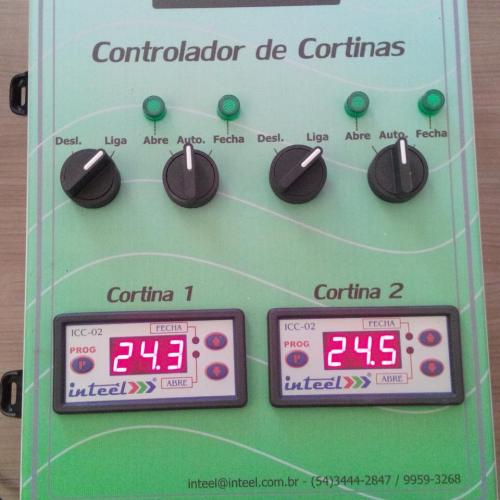 Controlador de Cortinas
Desl. Liga Abre Auto. Fecha Desl. Liga Abre Auto. Fecha
Cortina 1 Cortina 2
ICC-02 FECHA ICC-02 FECHA
PROG 24.3 PROG 24.5
P P
inteel ABRE inteel ABRE
inteel@inteel.com.br - (54)3444-2847 / 9959-3268